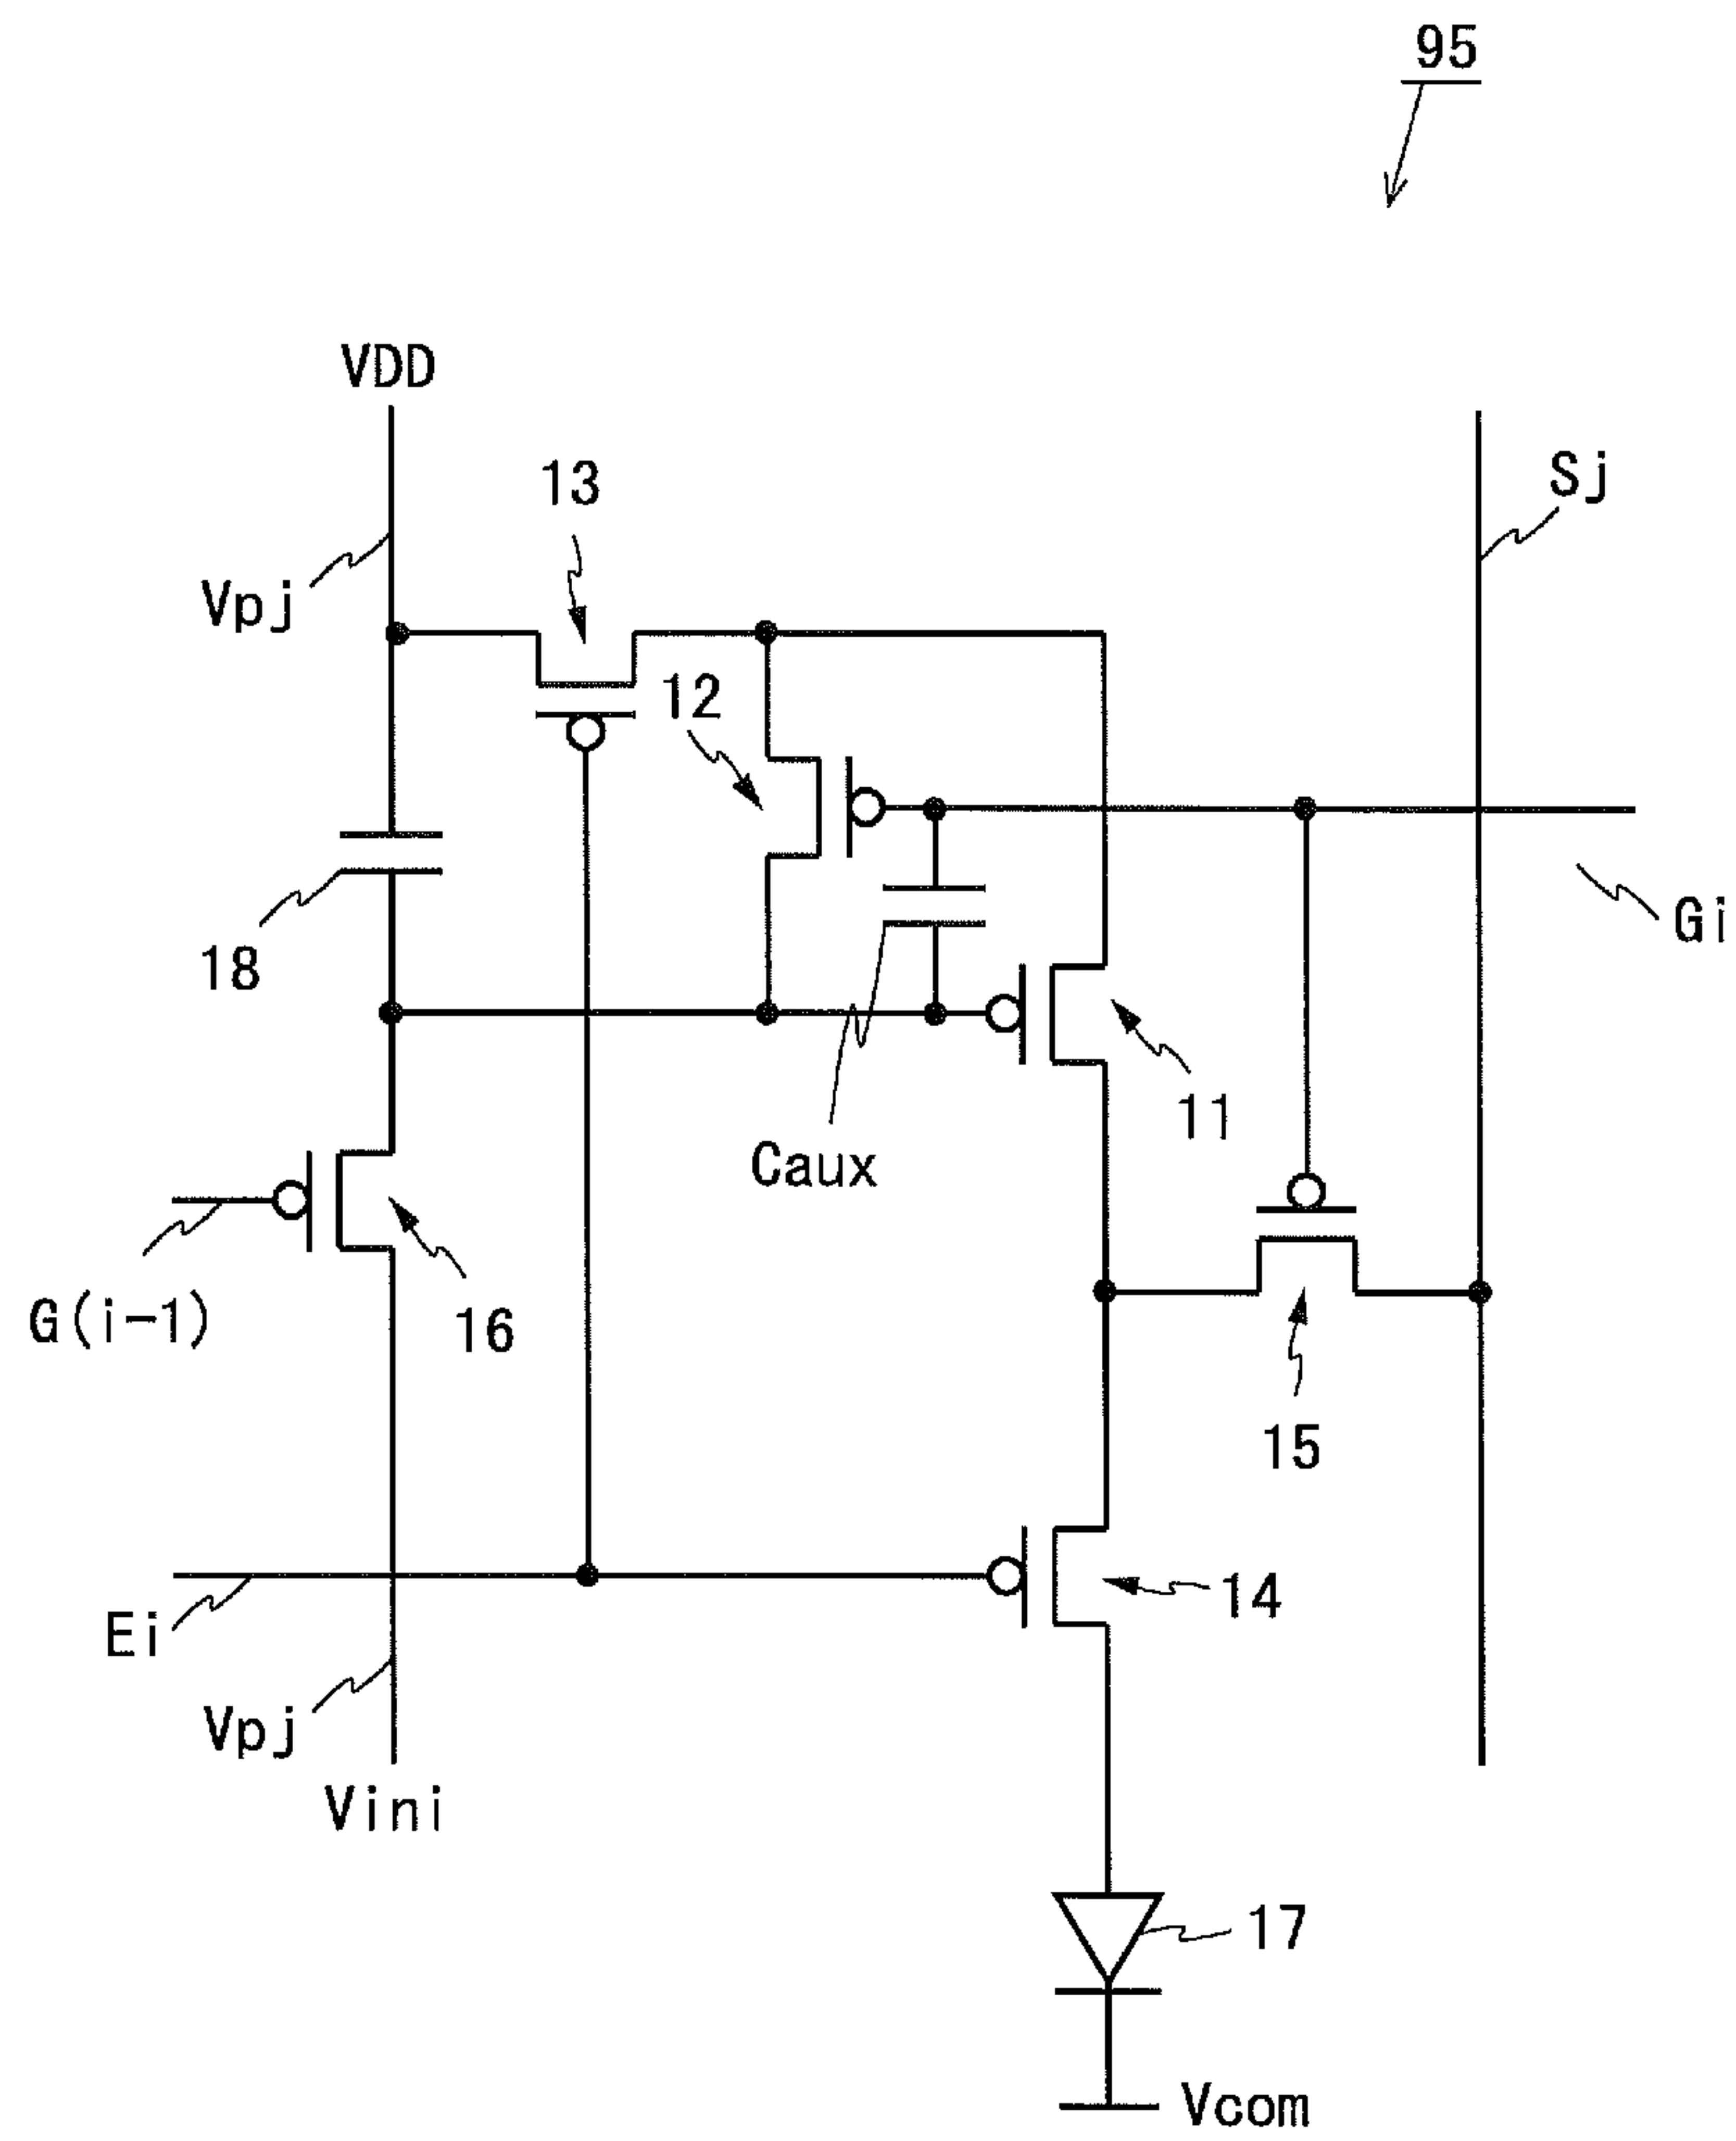 95
VDD
Sj
13
Vpj
12
Gi
18
11
Caux
G(i-1)
16
15
14
Ei
Vpj
Vini
17
Vcom